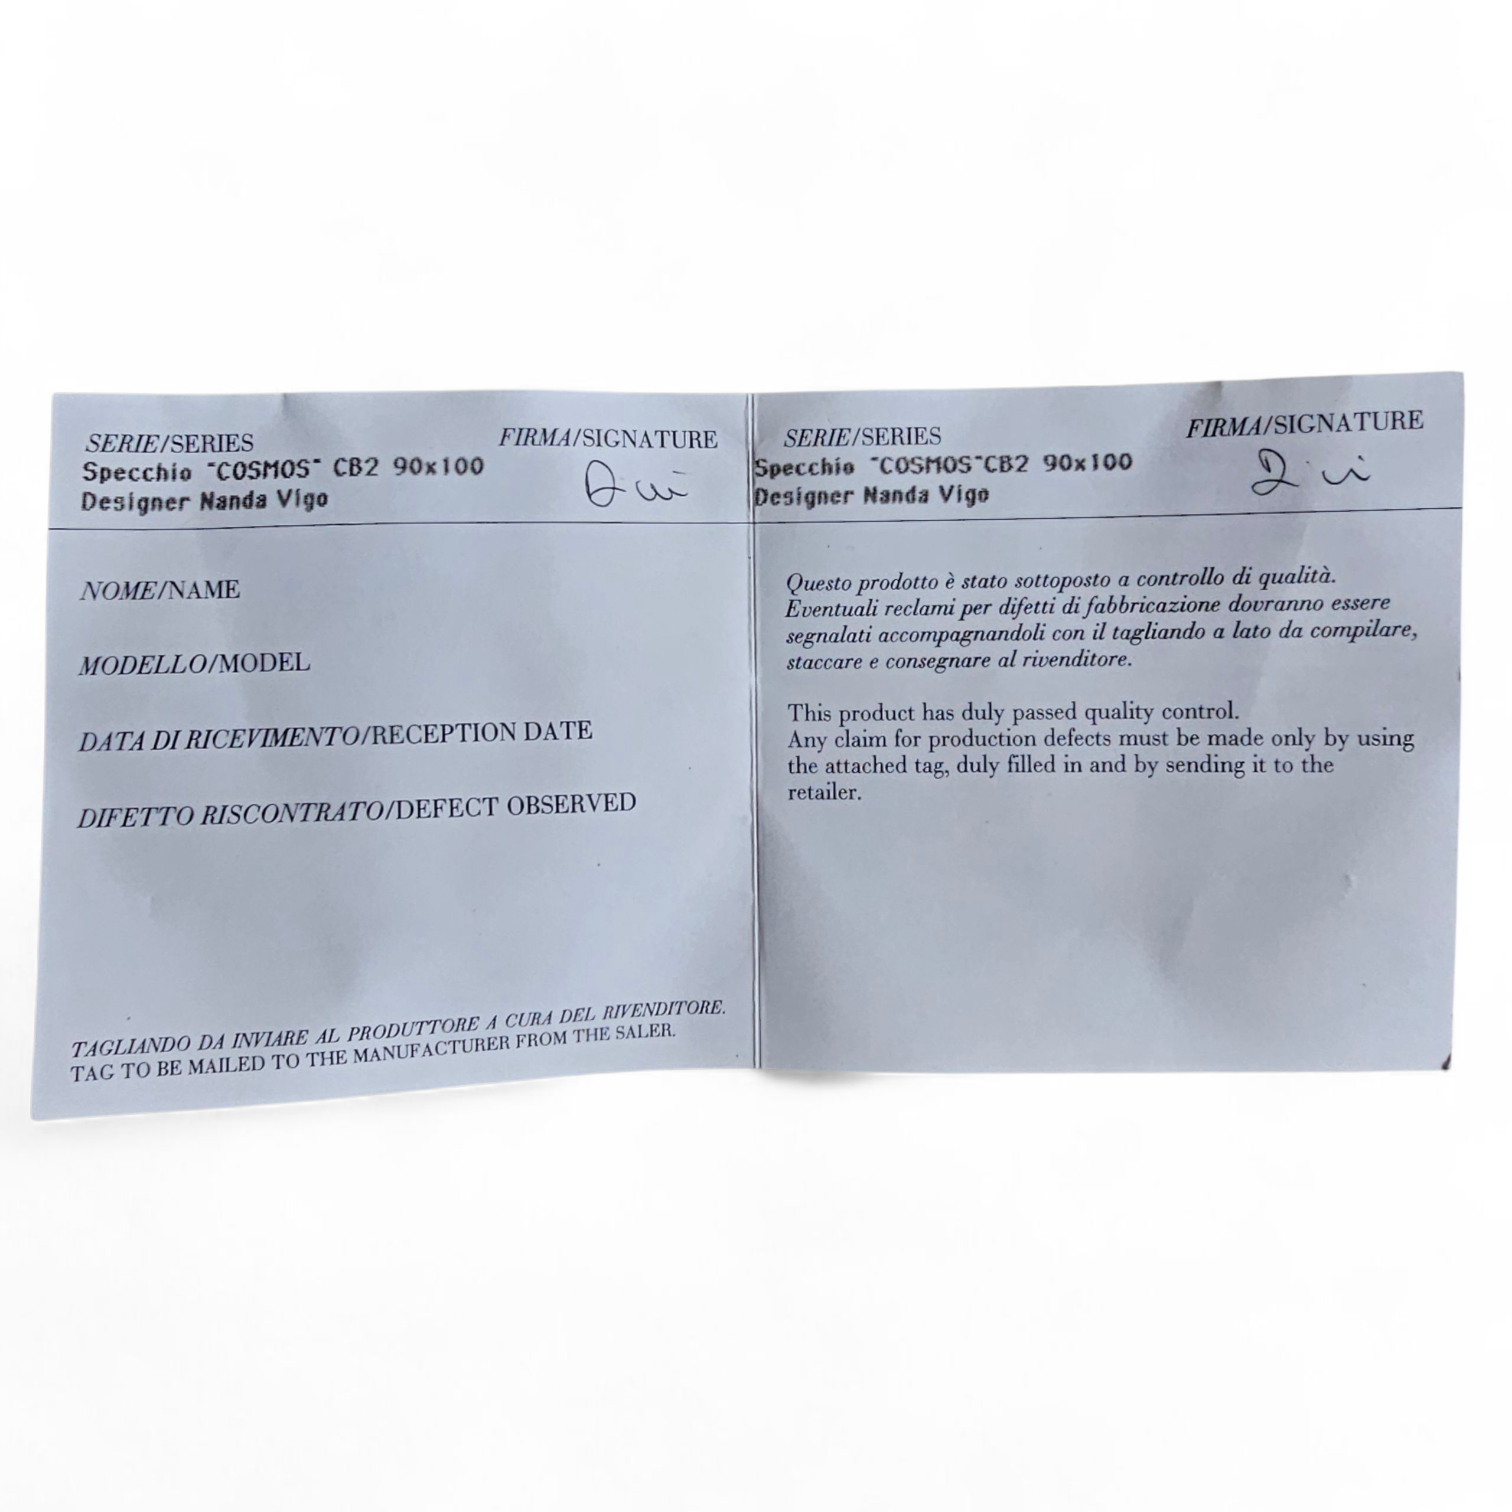 SERIE/SERIES
FIRMA/SIGNATURE
Specchio "COSMOS" CB2 90x100
Designer Nanda Vigo
NOME/NAME
MODELLO/MODEL
DATA DI RICEVIMENTO/RECEPTION DATE
DIFETTO RISCONTRATO/DEFECT OBSERVED
TAGLIANDO DA INVIARE AL PRODUTTORE A CURA DEL RIVENDITORE.
TAG TO BE MAILED TO THE MANUFACTURER FROM THE SALER.
SERIE/SERIES
FIRMA/SIGNATURE
Specchio "COSMOS"CB2 90x100
Designer Nanda Vigo
Questo prodotto è stato sottoposto a controllo di qualità.
Eventuali reclami per difetti di fabbricazione dovranno essere
segnalati accompagnandoli con il tagliando a lato da compilare,
staccare e consegnare al rivenditore.
This product has duly passed quality control.
Any claim for production defects must be made only by using
the attached tag, duly filled in and by sending it to the
retailer.